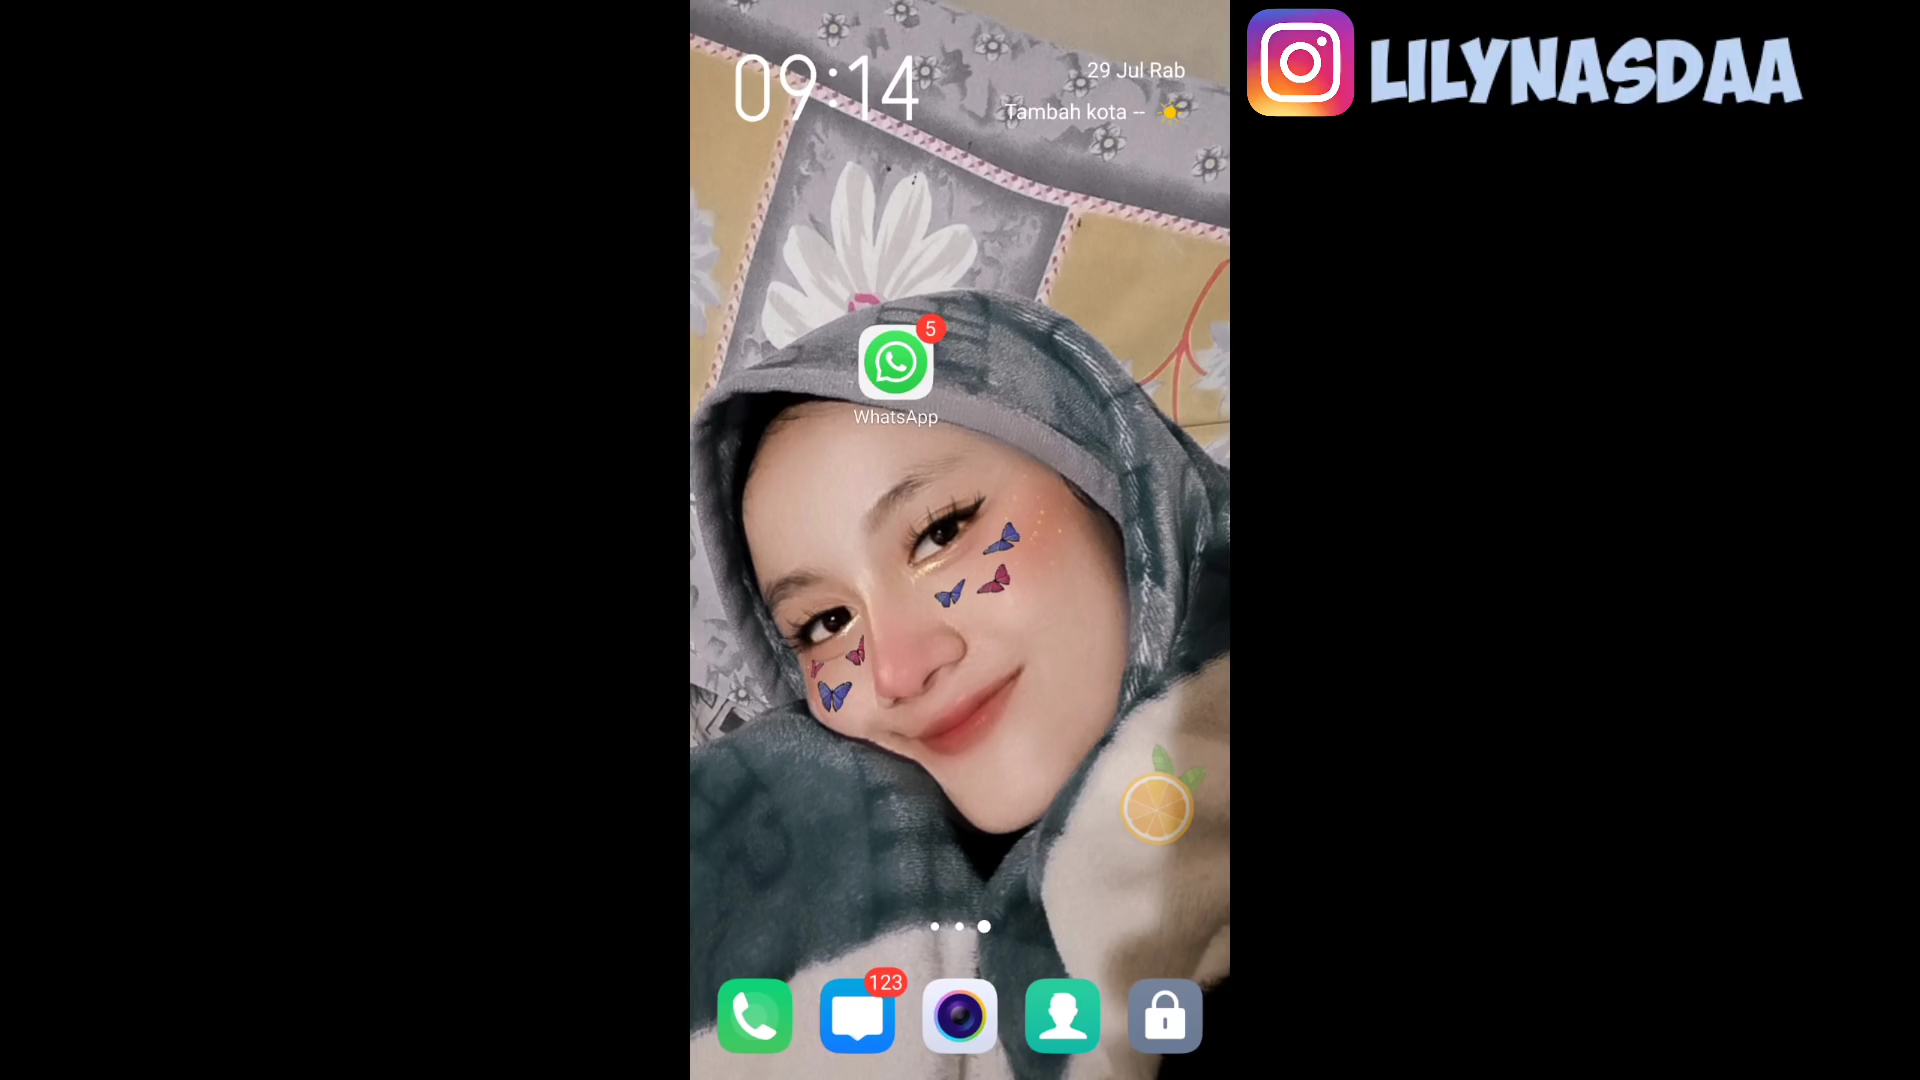 LILYNASDAA
09:14
29 Jul Rab
Tambah kota --
5
WhatsApp
123